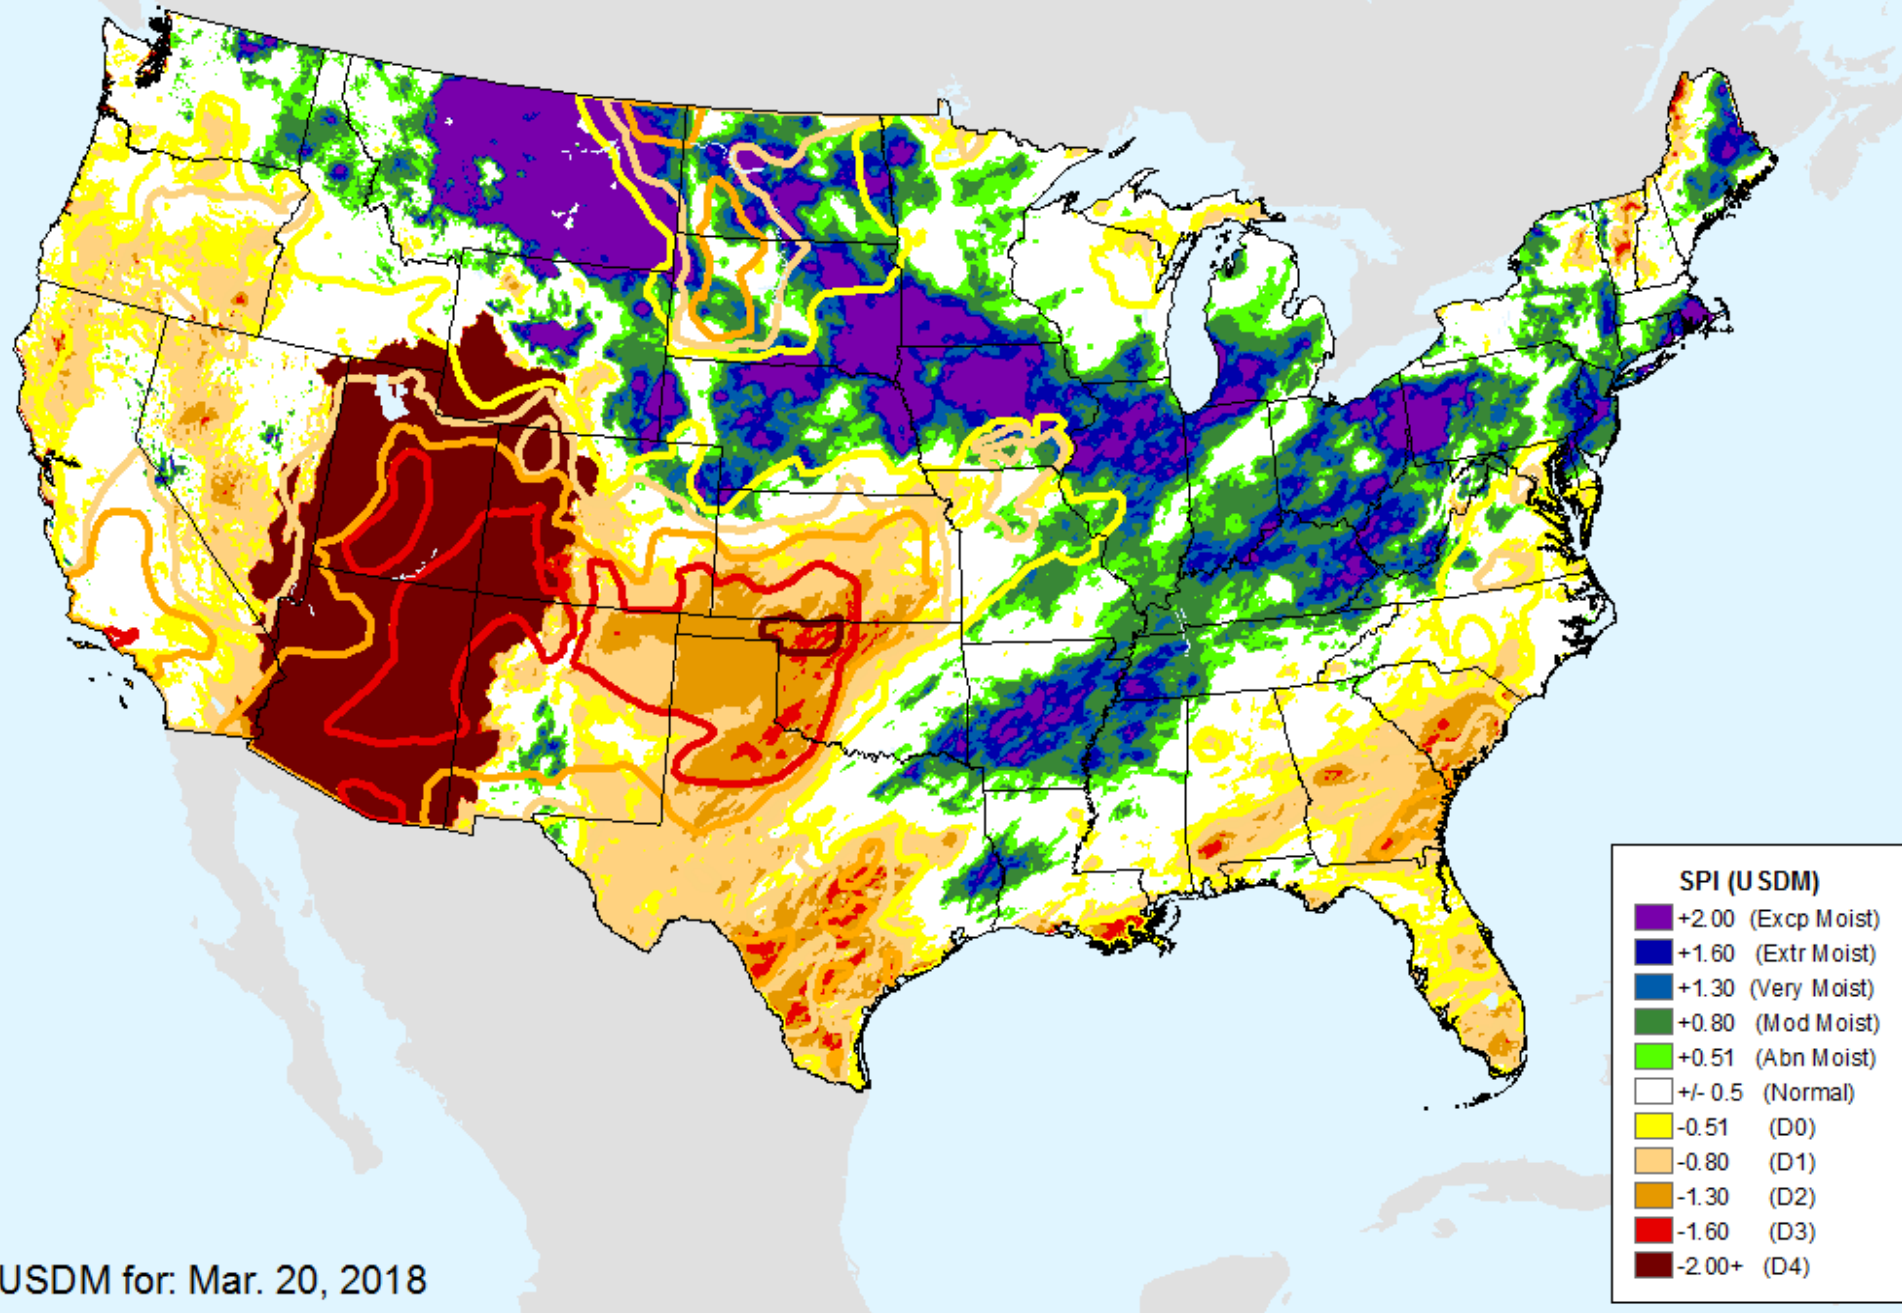 SPI (USDM)
+2.00 (Excp Moist)
+1.60 (Extr Moist)
+1.30 (Very Moist)
+0.80 (Mod Moist)
+0.51 (Abn Moist)
+/- 0.5 (Normal)
-0.51 (D0)
-0.80 (D1)
-1.30 (D2)
-1.60 (D3)
-2.00+ (D4)
USDM for: Mar. 20, 2018